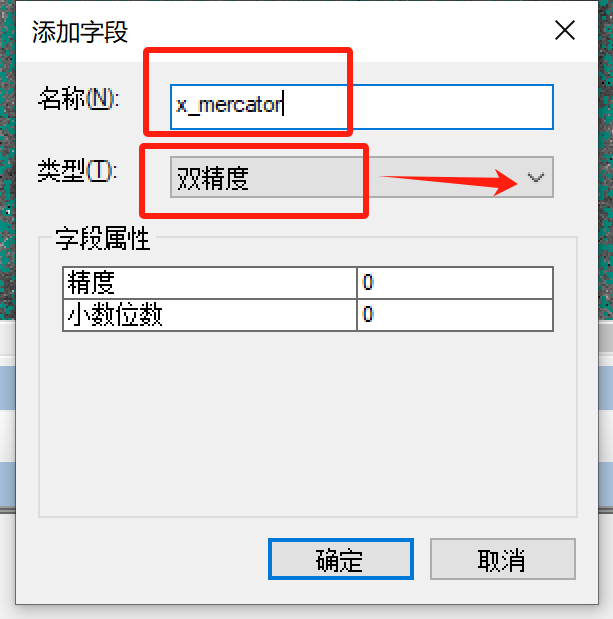 添加字段
名称(N):
x_mercator
类型(T):
双精度
字段属性
精度 0
小数位数 0
确定 取消